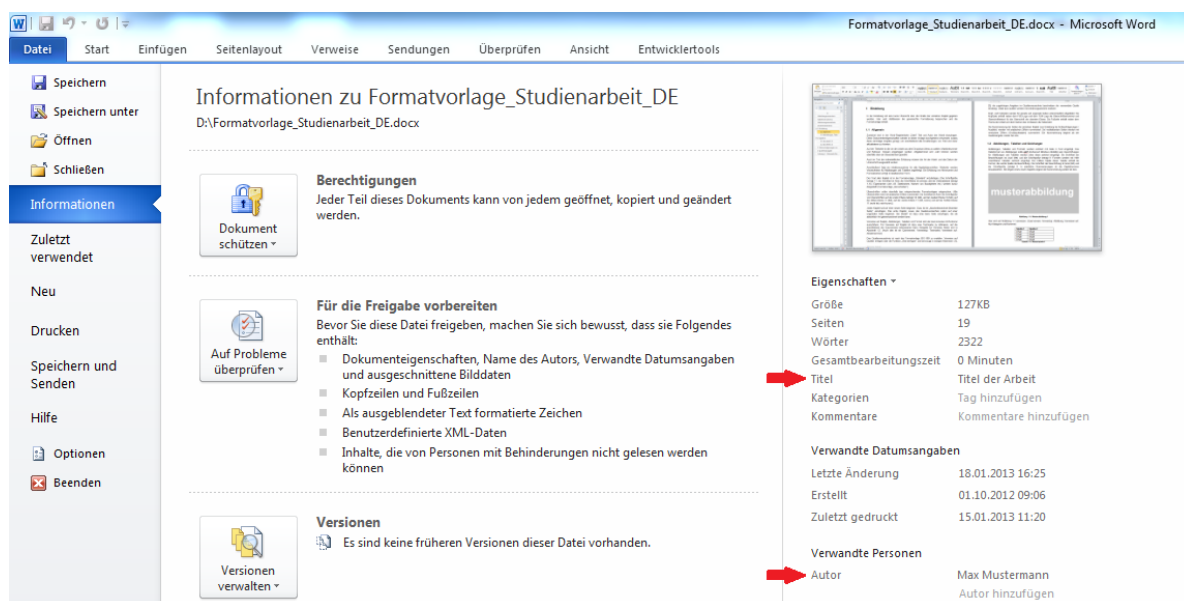 Formatvorlage_Studienarbeit_DE.docx - Microsoft Word
Datei Start Einfügen Seitenlayout Verweise Sendungen Überprüfen Ansicht Entwicklertools
Speichern
Speichern unter
Öffnen
Schließen
Informationen
Zuletzt
verwendet
Neu
Drucken
Speichern und
Senden
Hilfe
Optionen
Beenden
Informationen zu Formatvorlage_Studienarbeit_DE
D:\Formatvorlage_Studienarbeit_DE.docx
Dokument
schützen
Berechtigungen
Jeder Teil dieses Dokuments kann von jedem geöffnet, kopiert und geändert
werden.
Auf Probleme
überprüfen
Für die Freigabe vorbereiten
Bevor Sie diese Datei freigeben, machen Sie sich bewusst, dass sie Folgendes
enthält:
Dokumenteigenschaften, Name des Autors, Verwandte Datumsangaben
und ausgeschnittene Bilddaten
Kopfzeilen und Fußzeilen
Als ausgeblendeter Text formatierte Zeichen
Benutzerdefinierte XML-Daten
Inhalte, die von Personen mit Behinderungen nicht gelesen werden
können
Versionen
verwalten
Versionen
Es sind keine früheren Versionen dieser Datei vorhanden.
musterabbildung
Eigenschaften
Größe 127KB
Seiten 19
Wörter 2322
Gesamtbearbeitungszeit 0 Minuten
Titel Titel der Arbeit
Kategorien Tag hinzufügen
Kommentare Kommentare hinzufügen
Verwandte Datumsangaben
Letzte Änderung 18.01.2013 16:25
Erstellt 01.10.2012 09:06
Zuletzt gedruckt 15.01.2013 11:20
Verwandte Personen
Autor Max Mustermann
Autor hinzufügen